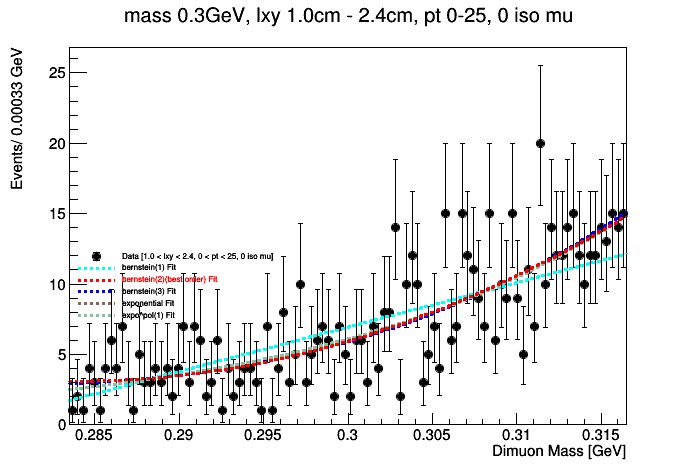 mass 0.3GeV, lxy 1.0cm - 2.4cm, pt 0-25, 0 iso mu
Events/ 0.00033 GeV
25
20
15
10
5
0
Data [1.0 < lxy < 2.4, 0 < pt < 25, 0 iso mu]
bernstein(1) Fit
bernstein(2)(best order) Fit
bernstein(3) Fit
exponential Fit
expo*pol(1) Fit
0.285 0.29 0.295 0.3 0.305 0.31 0.315
Dimuon Mass [GeV]